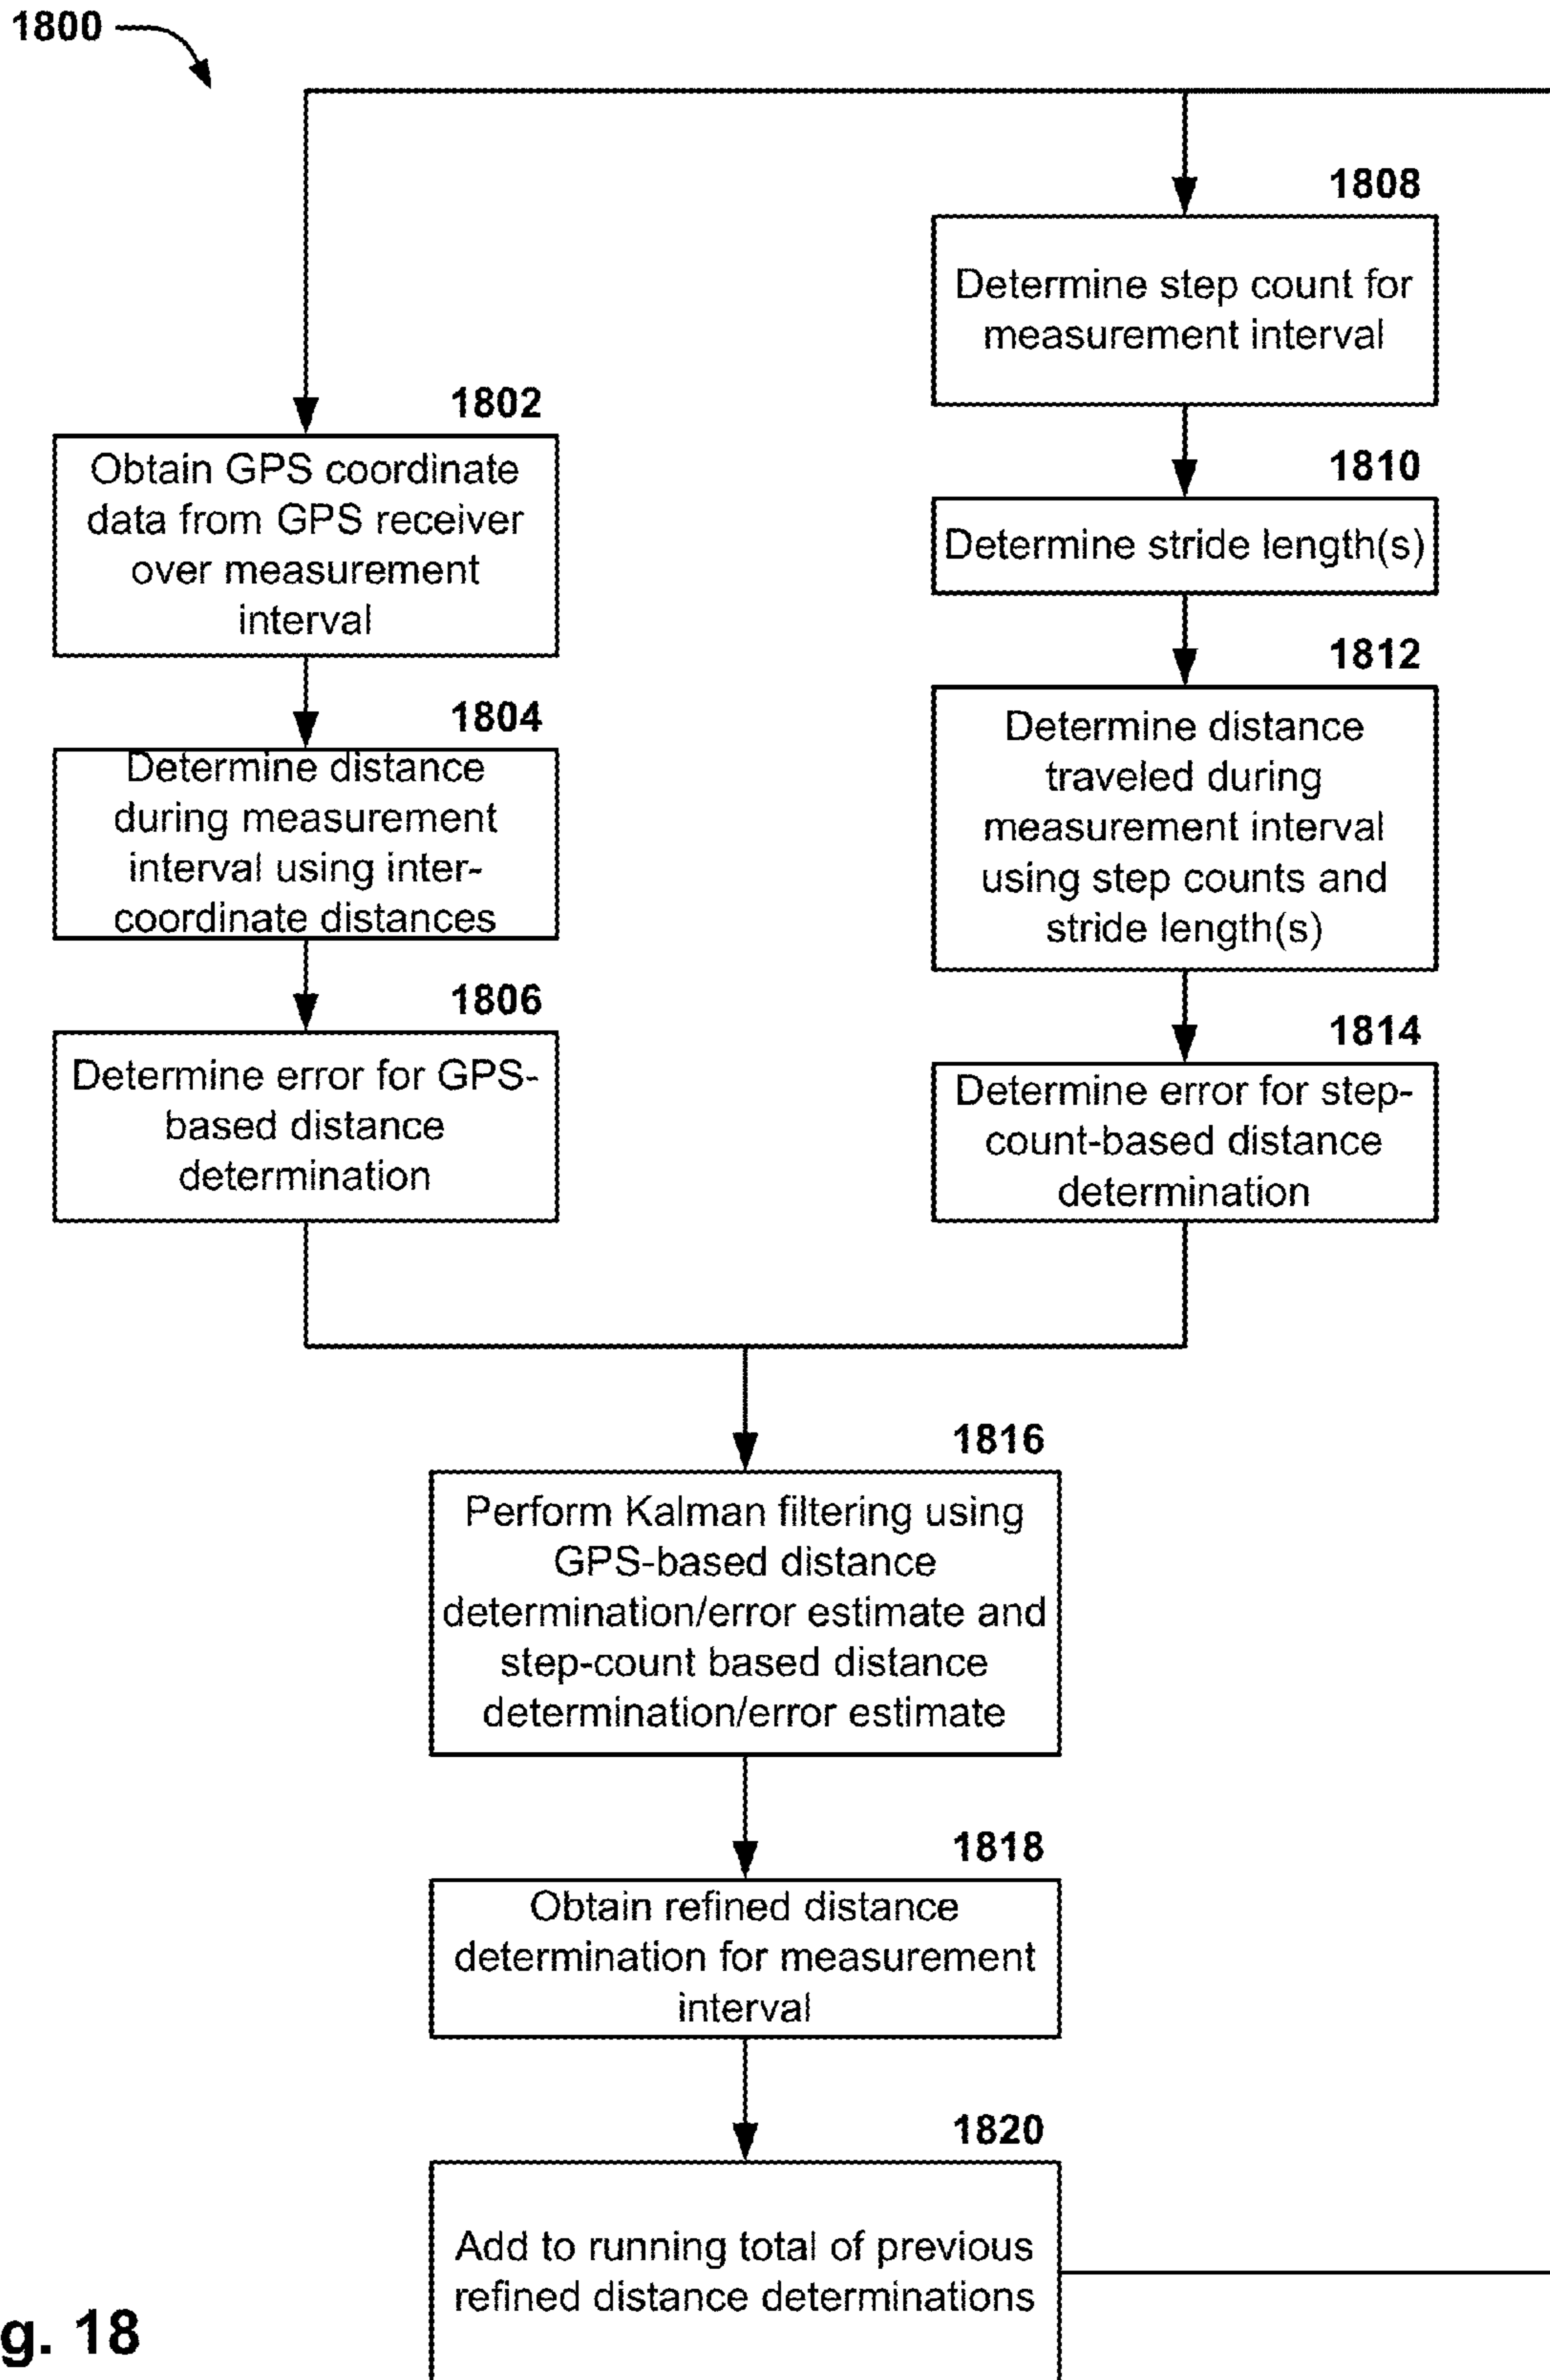 1800
1808
Determine step count for
measurement interval
1802
Obtain GPS coordinate
data from GPS receiver
over measurement
interval
1810
Determine stride length(s)
1804
Determine distance
during measurement
interval using inter-
coordinate distances
1812
Determine distance
traveled during
measurement interval
using step counts and
stride length(s)
1806
Determine error for GPS-
based distance
determination
1814
Determine error for step-
count-based distance
determination
1816
Perform Kalman filtering using
GPS-based distance
determination/error estimate and
step-count based distance
determination/error estimate
1818
Obtain refined distance
determination for measurement
interval
1820
Add to running total of previous
refined distance determinations
g. 18